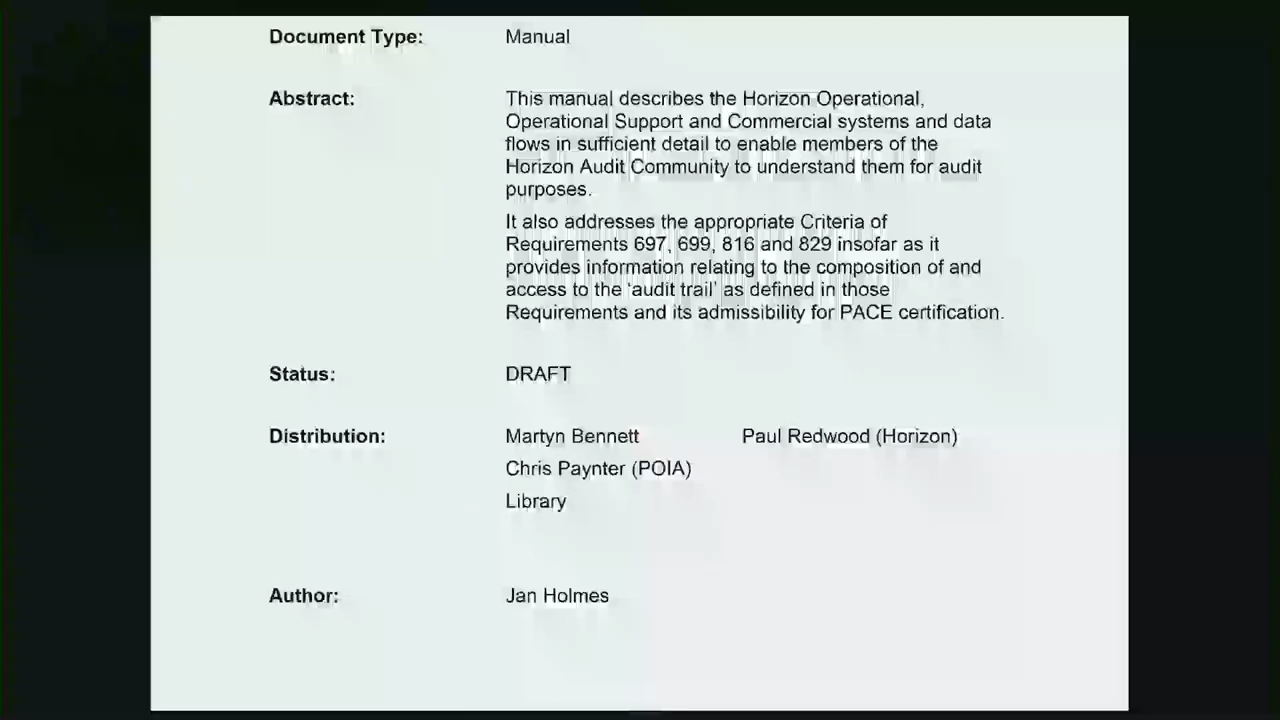 Document Type: Manual
Abstract: This manual describes the Horizon Operational,
Operational Support and Commercial systems and data
flows in sufficient detail to enable members of the
Horizon Audit Community to understand them for audit
purposes.
It also addresses the appropriate Criteria of
Requirements 697, 699, 816 and 829 insofar as it
provides information relating to the composition of and
access to the 'audit trail' as defined in those
Requirements and its admissibility for PACE certification.
Status: DRAFT
Distribution: Martyn Bennett Paul Redwood (Horizon)
Chris Paynter (POIA)
Library
Author: Jan Holmes